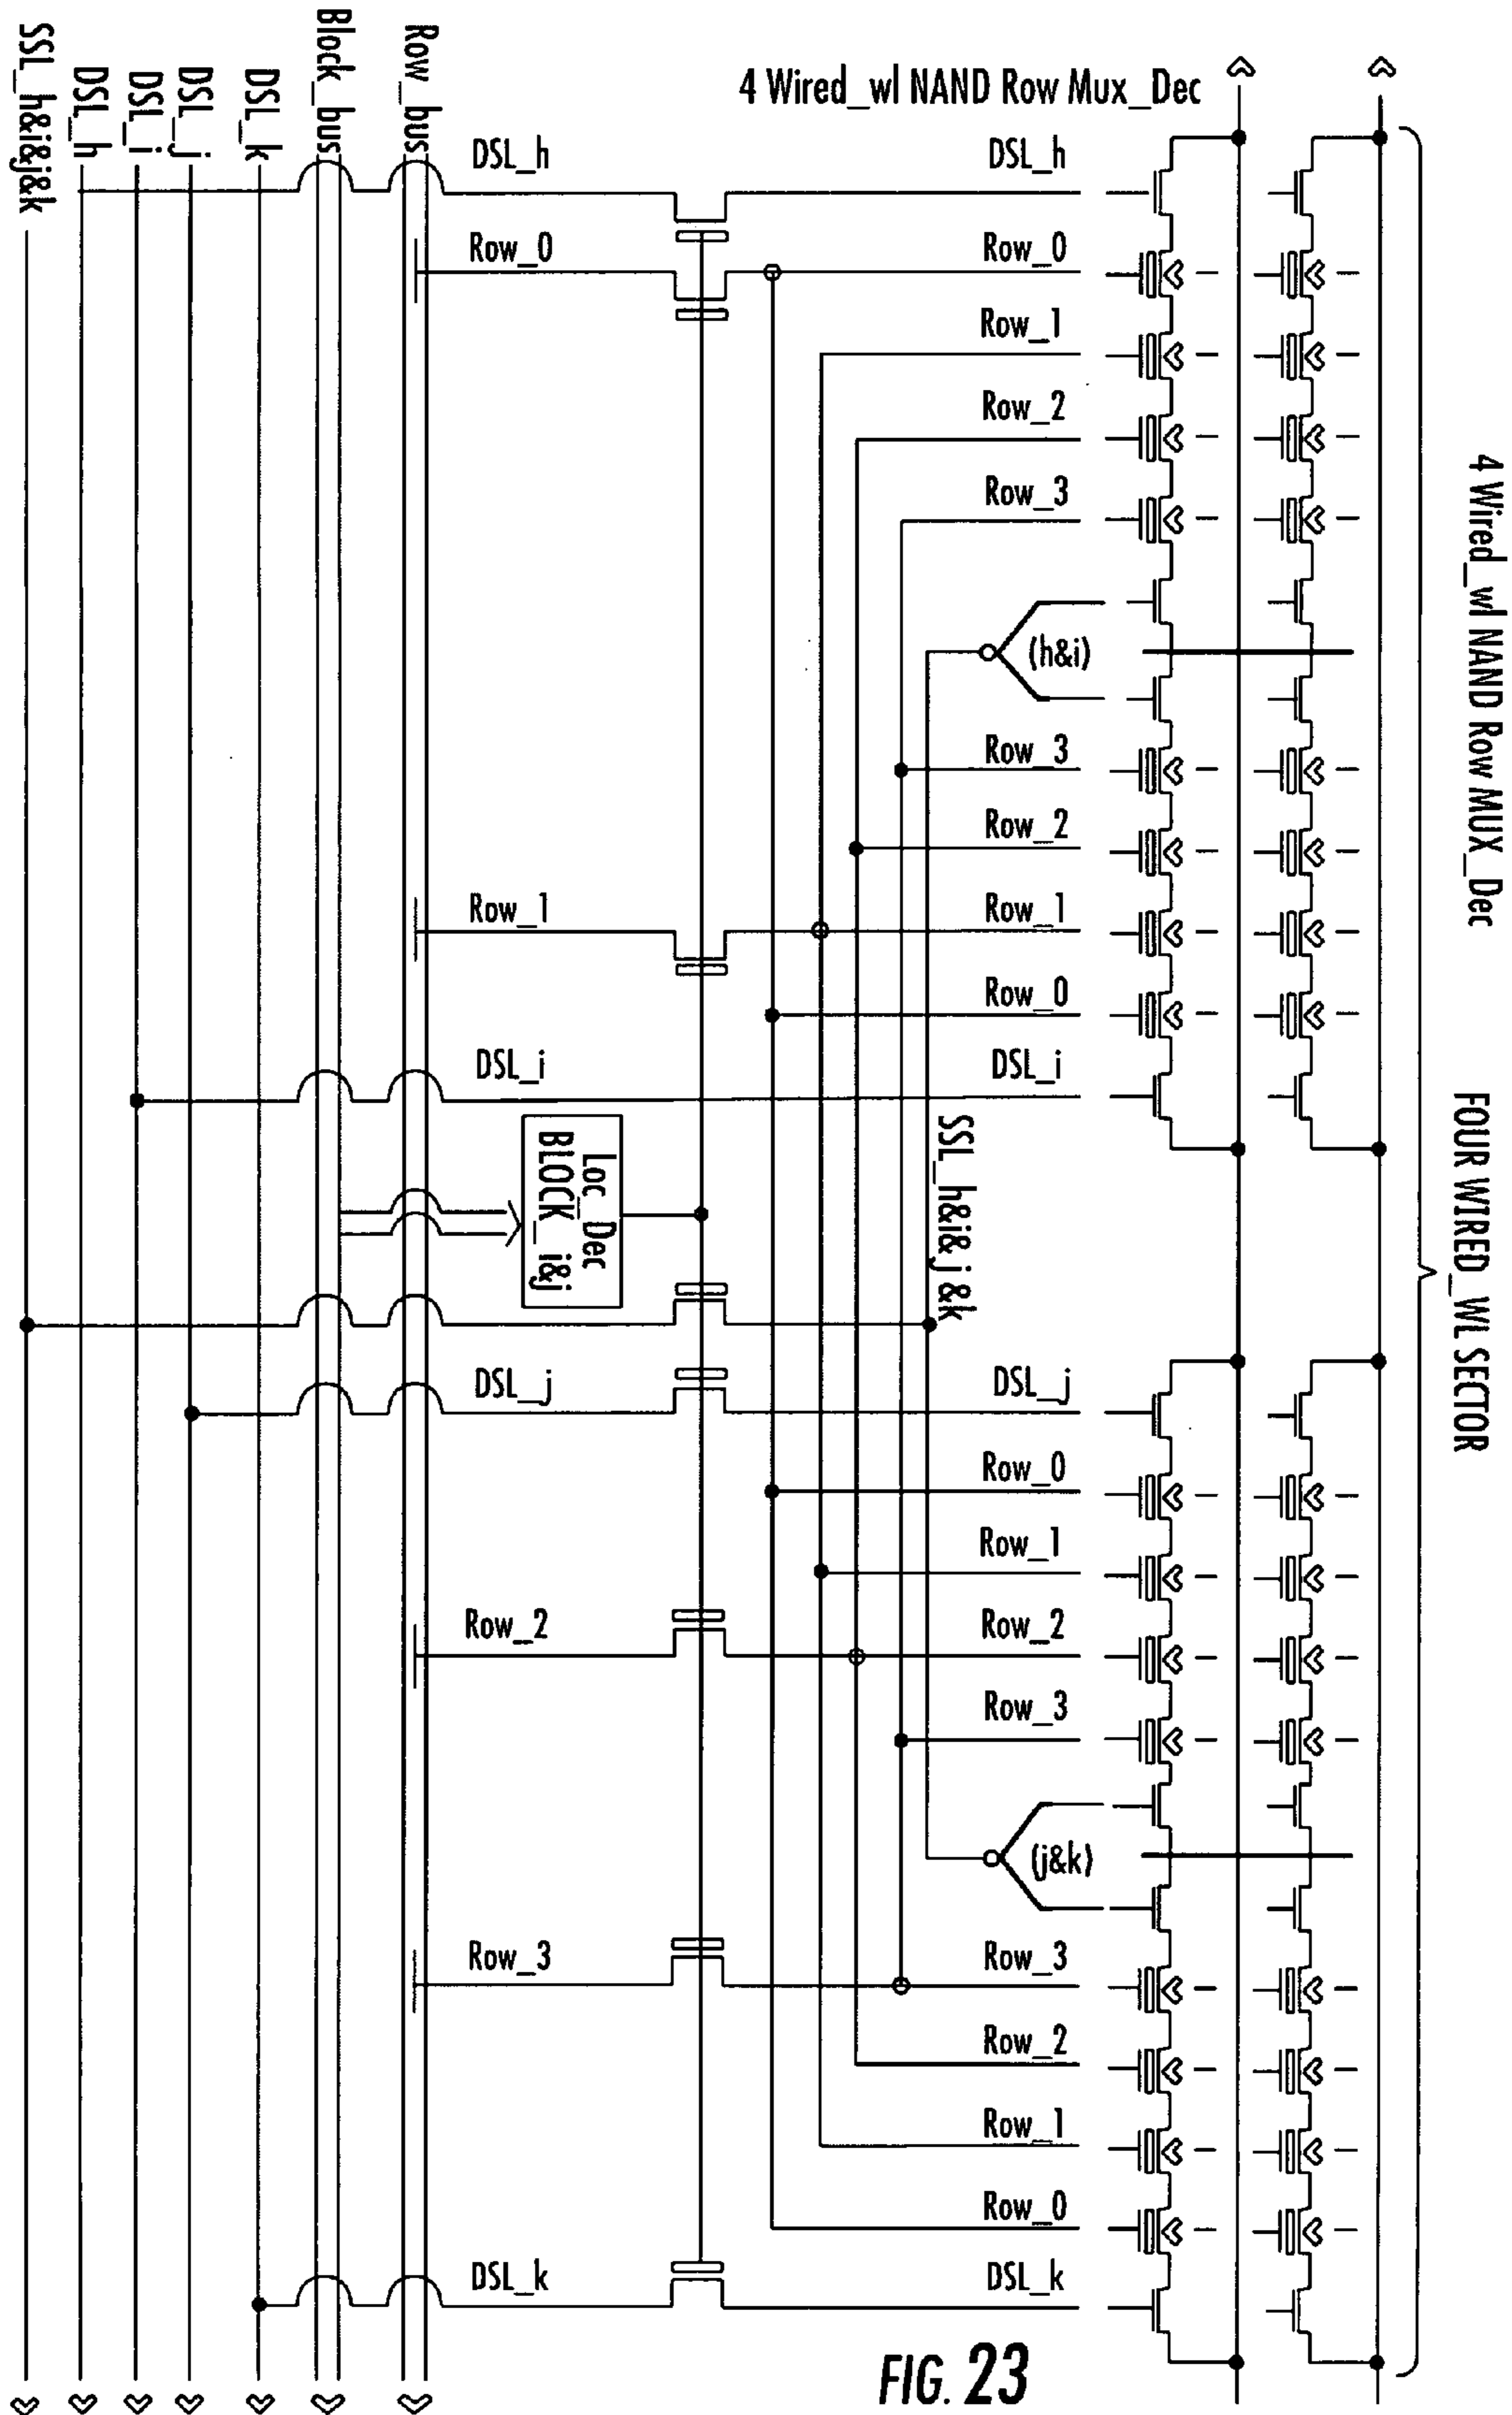 4 Wired_wl NAND Row MUX_Dec
FOUR WIRED_WL SECTOR
4 Wired_wl NAND Row Mux_Dec
SSL_h&i&j&k
DSL_h
DSL_i
DSL_j
DSL_k
Block_bus
Row_bus
DSL_h
DSL_h
Row_0
Row_0
Row_1
Row_2
Row_3
(h&i)
Row_3
Row_2
Row_1
Row_1
Row_0
DSL_i
DSL_i
Loc_Dec
BLOCK_i&j
SSL_h&i&j&k
DSL_j
DSL_j
Row_0
Row_1
Row_2
Row_2
Row_3
(j&k)
Row_3
Row_3
Row_2
Row_1
Row_0
DSL_k
DSL_k
FIG. 23